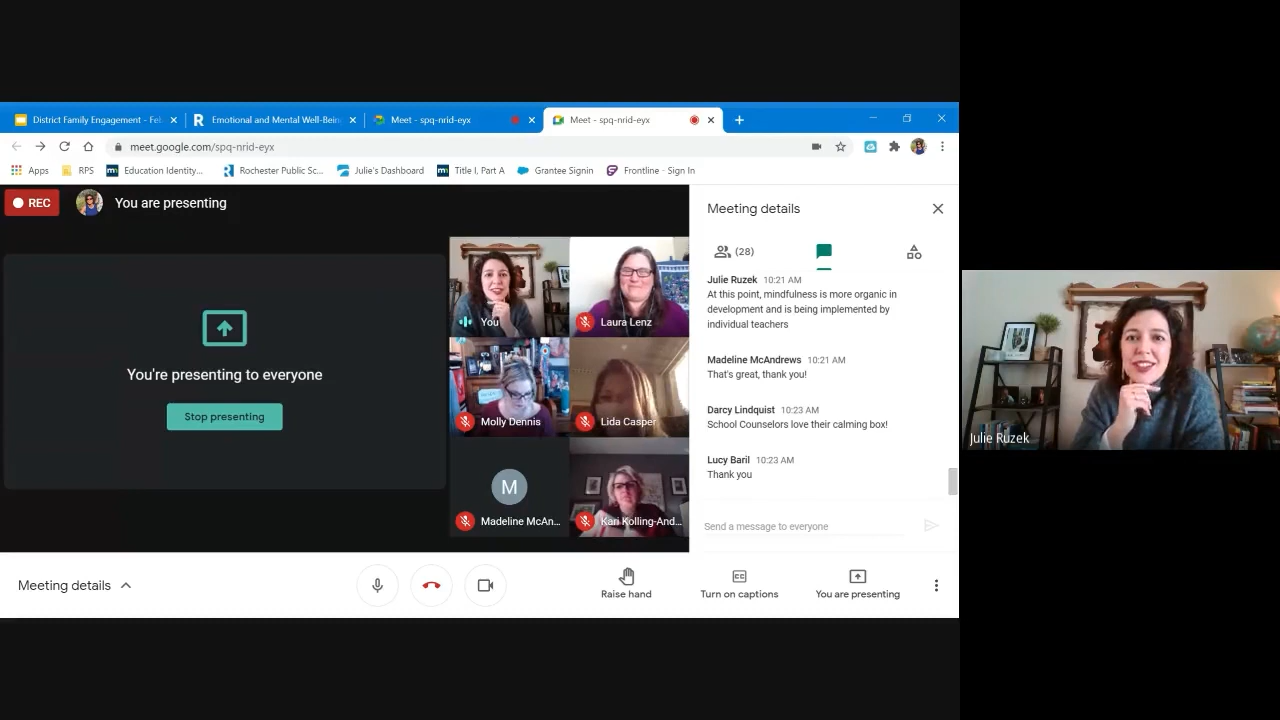 District Family Engagement - Fe
Emotional and Mental Well-Bein
Meet - spq-nrid-eyx
Meet - spq-nrid-eyx
meet.google.com/spq-nrid-eyx
Apps
RPS
Education Identity...
Rochester Public Sc...
Julie's Dashboard
Title I, Part A
Grantee Signin
Frontline - Sign In
REC
You are presenting
Meeting details
(28)
Julie Ruzek 10:21 AM
At this point, mindfulness is more organic in
development and is being implemented by
individual teachers
Madeline McAndrews 10:21 AM
That's great, thank you!
Darcy Lindquist 10:23 AM
School Counselors love their calming box!
Lucy Baril 10:23 AM
Thank you
Send a message to everyone
You're presenting to everyone
Stop presenting
You
Laura Lenz
Molly Dennis
Lida Casper
M
Madeline McAn...
Kari Kolling-And...
Julie Ruzek
Meeting details
Raise hand
Turn on captions
You are presenting